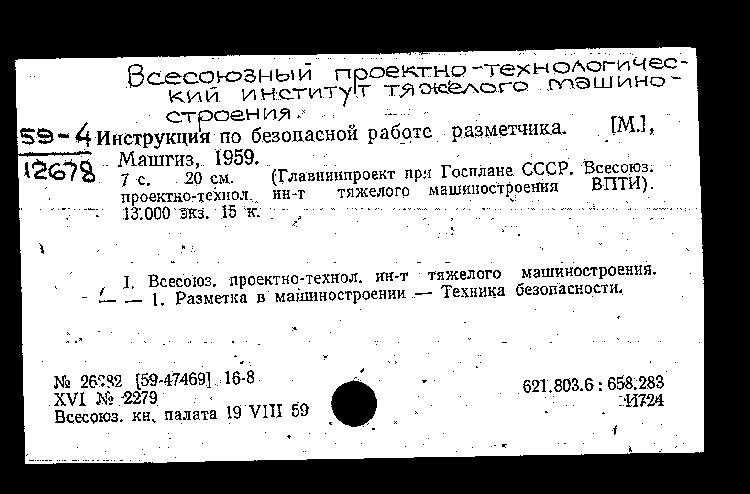 Всесоюзный проектно-технологичес-
кий институт тяжелого машино-
строения.
59-4
12678
Инструкция по безопасной работе разметчика. [М.],
Машгиз, 1959.
7 с. 20 см. (Главниипроект при Госплане СССР. Всесоюз.
проектно-технол. ин-т тяжелого машиностроения ВПТИ).
13.000 экз. 15 к.
I. Всесоюз. проектно-технол. ин-т тяжелого машиностроения.
— — 1. Разметка в машиностроении — Техника безопасности.
№ [59-47469] 16-8
XVI № 2279
Всесоюз. кн. палата 19 VIII 59
621.803.6 : 658.283
И724